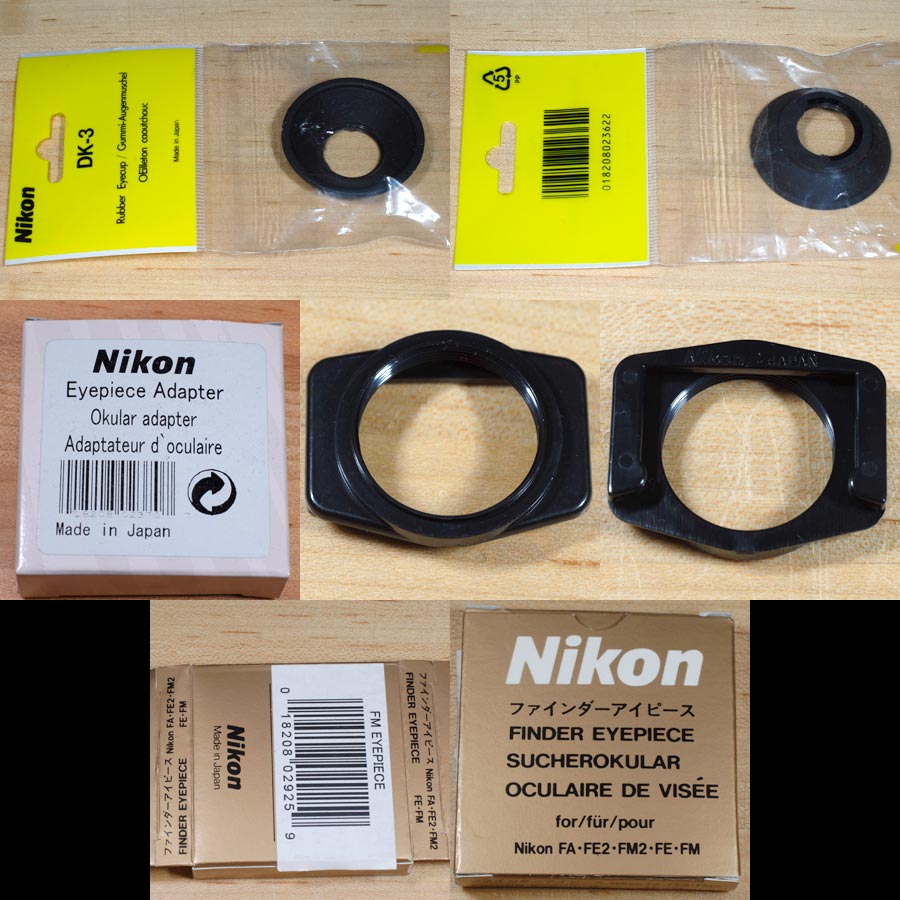 Nikon
DK-3
Rubber Eyecup / Gummi-Augenmuschel
OEilleton caoutchouc
Made in Japan
5
PP
018208023622
Nikon
Eyepiece Adapter
Okular adapter
Adaptateur d`oculaire
Made in Japan
Nikon JAPAN
ファインダーアイピース Nikon FA・FE2・FM2
FINDER EYEPIECE FE・FM
Nikon
Made in Japan
0 18208 02925 9
FM EYEPIECE
ファインダーアイピース Nikon FA・FE2・FM2
FINDER EYEPIECE FE・FM
Nikon
ファインダーアイピース
FINDER EYEPIECE
SUCHEROKULAR
OCULAIRE DE VISÉE
for/für/pour
Nikon FA・FE2・FM2・FE・FM